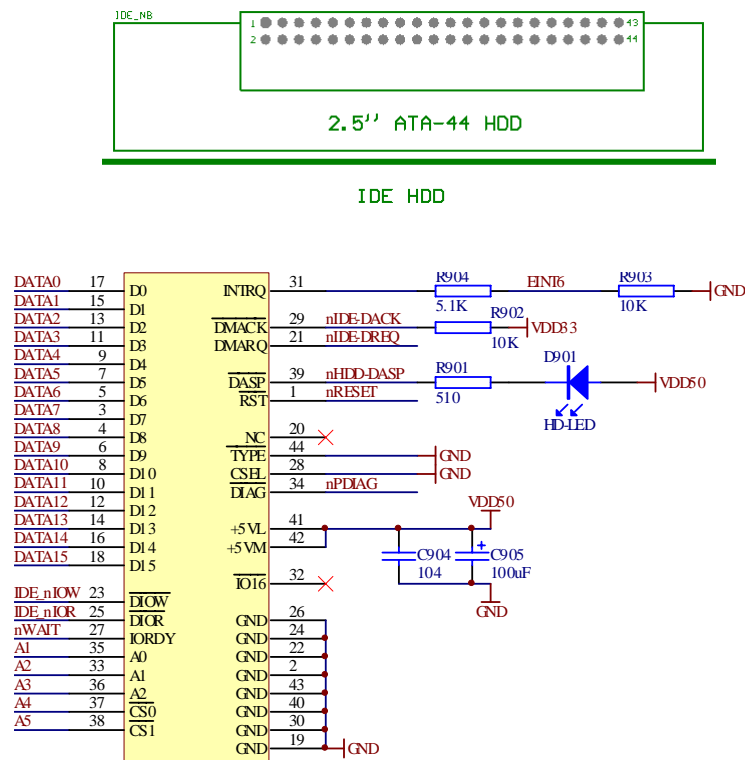 IDE_NB
1 43
2 44
2.5'' ATA-44 HDD
IDE HDD
DATA0 17 D0 INTRQ 31 R904 5.1K EINT6 R903 10K GND
DATA1 15 D1
DATA2 13 D2 DMACK 29 nIDE-DACK R902 10K VDD33
DATA3 11 D3 DMARQ 21 nIDE-DREQ
DATA4 9 D4
DATA5 7 D5 DASP 39 nHDD-DASP R901 510 D901 HD-LED VDD50
DATA6 5 D6 RST 1 nRESET
DATA7 3 D7
DATA8 4 D8 NC 20
DATA9 6 D9 TYPE 44 GND
DATA10 8 D10 CSEL 28 GND
DATA11 10 D11 DIAG 34 nPDIAG
DATA12 12 D12
DATA13 14 D13 +5VL 41 VDD50
DATA14 16 D14 +5VM 42
DATA15 18 D15
C904 104 + C905 100uF GND
IO16 32
IDE_nIOW 23 DIOW
IDE_nIOR 25 DIOR GND 26
nWAIT 27 IORDY GND 24
A1 35 A0 GND 22
A2 33 A1 GND 2
A3 36 A2 GND 43
A4 37 CS0 GND 40
A5 38 CS1 GND 30
GND 19 GND